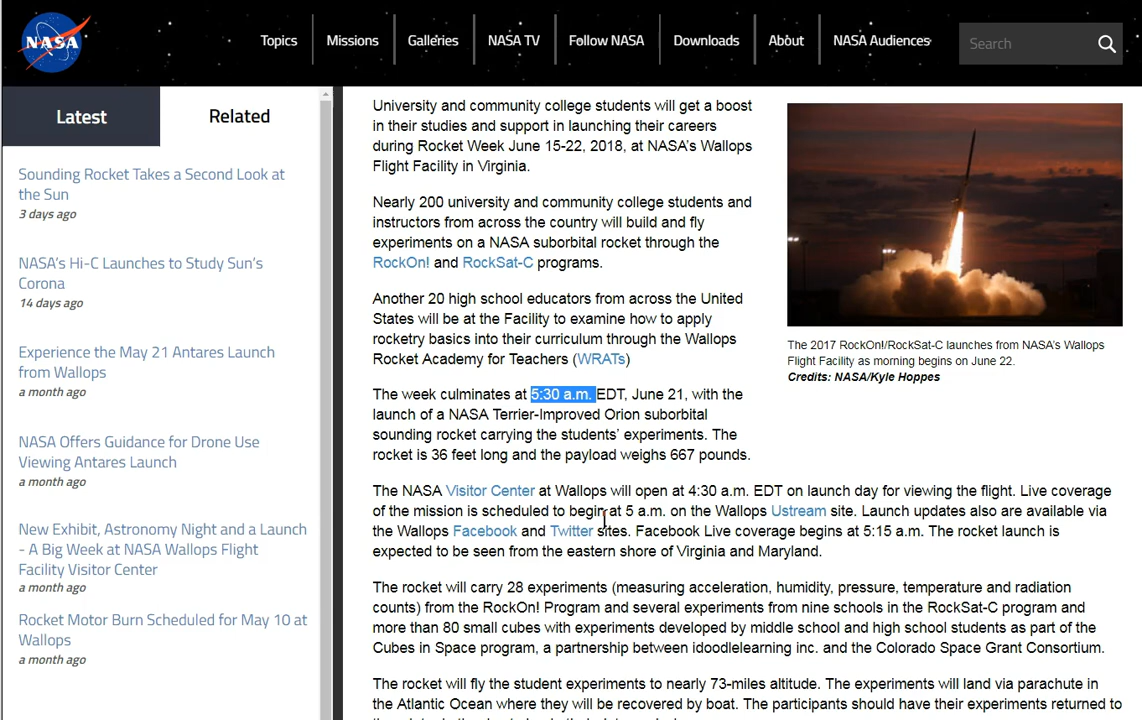 NASA
Topics
Missions
Galleries
NASA TV
Follow NASA
Downloads
About
NASA Audiences
Search
Latest
Related
Sounding Rocket Takes a Second Look at
the Sun
3 days ago
NASA's Hi-C Launches to Study Sun's
Corona
14 days ago
Experience the May 21 Antares Launch
from Wallops
a month ago
NASA Offers Guidance for Drone Use
Viewing Antares Launch
a month ago
New Exhibit, Astronomy Night and a Launch
- A Big Week at NASA Wallops Flight
Facility Visitor Center
a month ago
Rocket Motor Burn Scheduled for May 10 at
Wallops
a month ago
University and community college students will get a boost
in their studies and support in launching their careers
during Rocket Week June 15-22, 2018, at NASA's Wallops
Flight Facility in Virginia.
Nearly 200 university and community college students and
instructors from across the country will build and fly
experiments on a NASA suborbital rocket through the
RockOn! and RockSat-C programs.
Another 20 high school educators from across the United
States will be at the Facility to examine how to apply
rocketry basics into their curriculum through the Wallops
Rocket Academy for Teachers (WRATs)
The week culminates at 5:30 a.m. EDT, June 21, with the
launch of a NASA Terrier-Improved Orion suborbital
sounding rocket carrying the students' experiments. The
rocket is 36 feet long and the payload weighs 667 pounds.
The 2017 RockOn!/RockSat-C launches from NASA's Wallops
Flight Facility as morning begins on June 22.
Credits: NASA/Kyle Hoppes
The NASA Visitor Center at Wallops will open at 4:30 a.m. EDT on launch day for viewing the flight. Live coverage
of the mission is scheduled to begin at 5 a.m. on the Wallops Ustream site. Launch updates also are available via
the Wallops Facebook and Twitter sites. Facebook Live coverage begins at 5:15 a.m. The rocket launch is
expected to be seen from the eastern shore of Virginia and Maryland.
The rocket will carry 28 experiments (measuring acceleration, humidity, pressure, temperature and radiation
counts) from the RockOn! Program and several experiments from nine schools in the RockSat-C program and
more than 80 small cubes with experiments developed by middle school and high school students as part of the
Cubes in Space program, a partnership between idoodlelearning inc. and the Colorado Space Grant Consortium.
The rocket will fly the student experiments to nearly 73-miles altitude. The experiments will land via parachute in
the Atlantic Ocean where they will be recovered by boat. The participants should have their experiments returned to